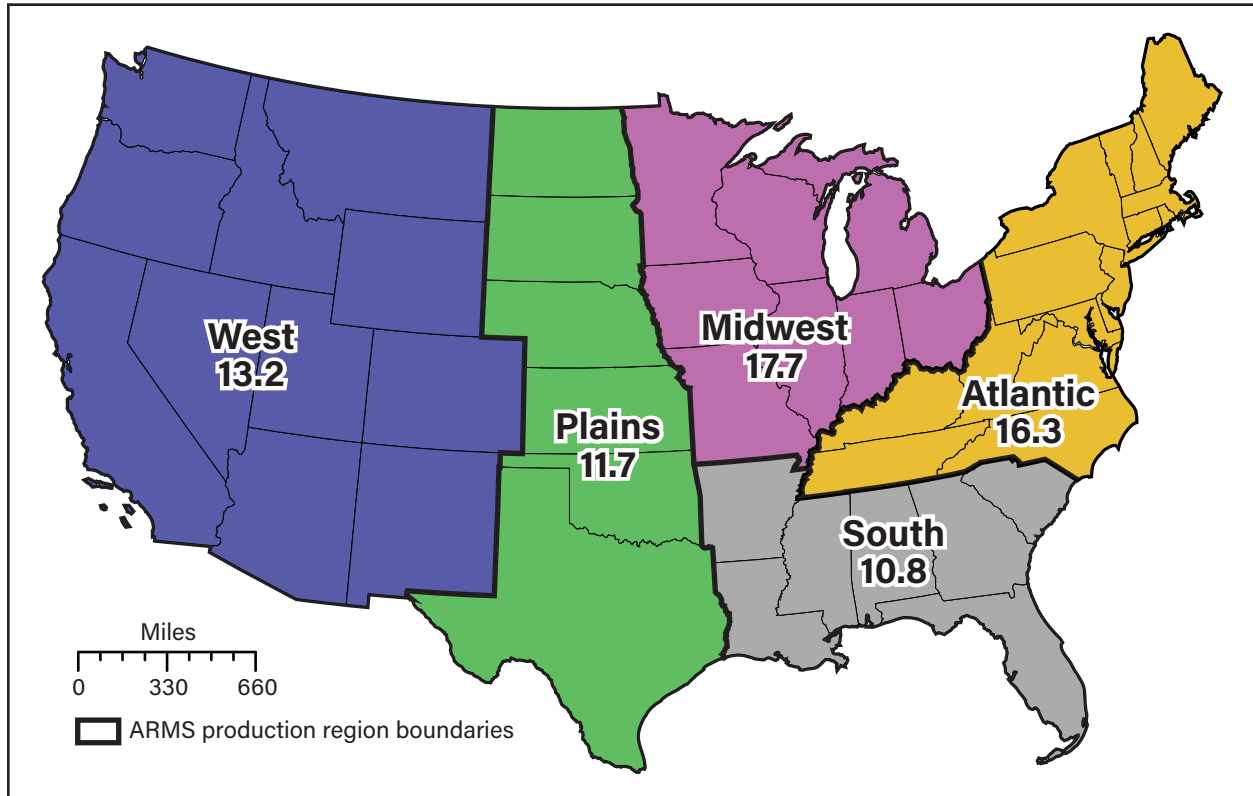 West
13.2
Plains
11.7
Midwest
17.7
Atlantic
16.3
South
10.8
Miles
0 330 660
ARMS production region boundaries